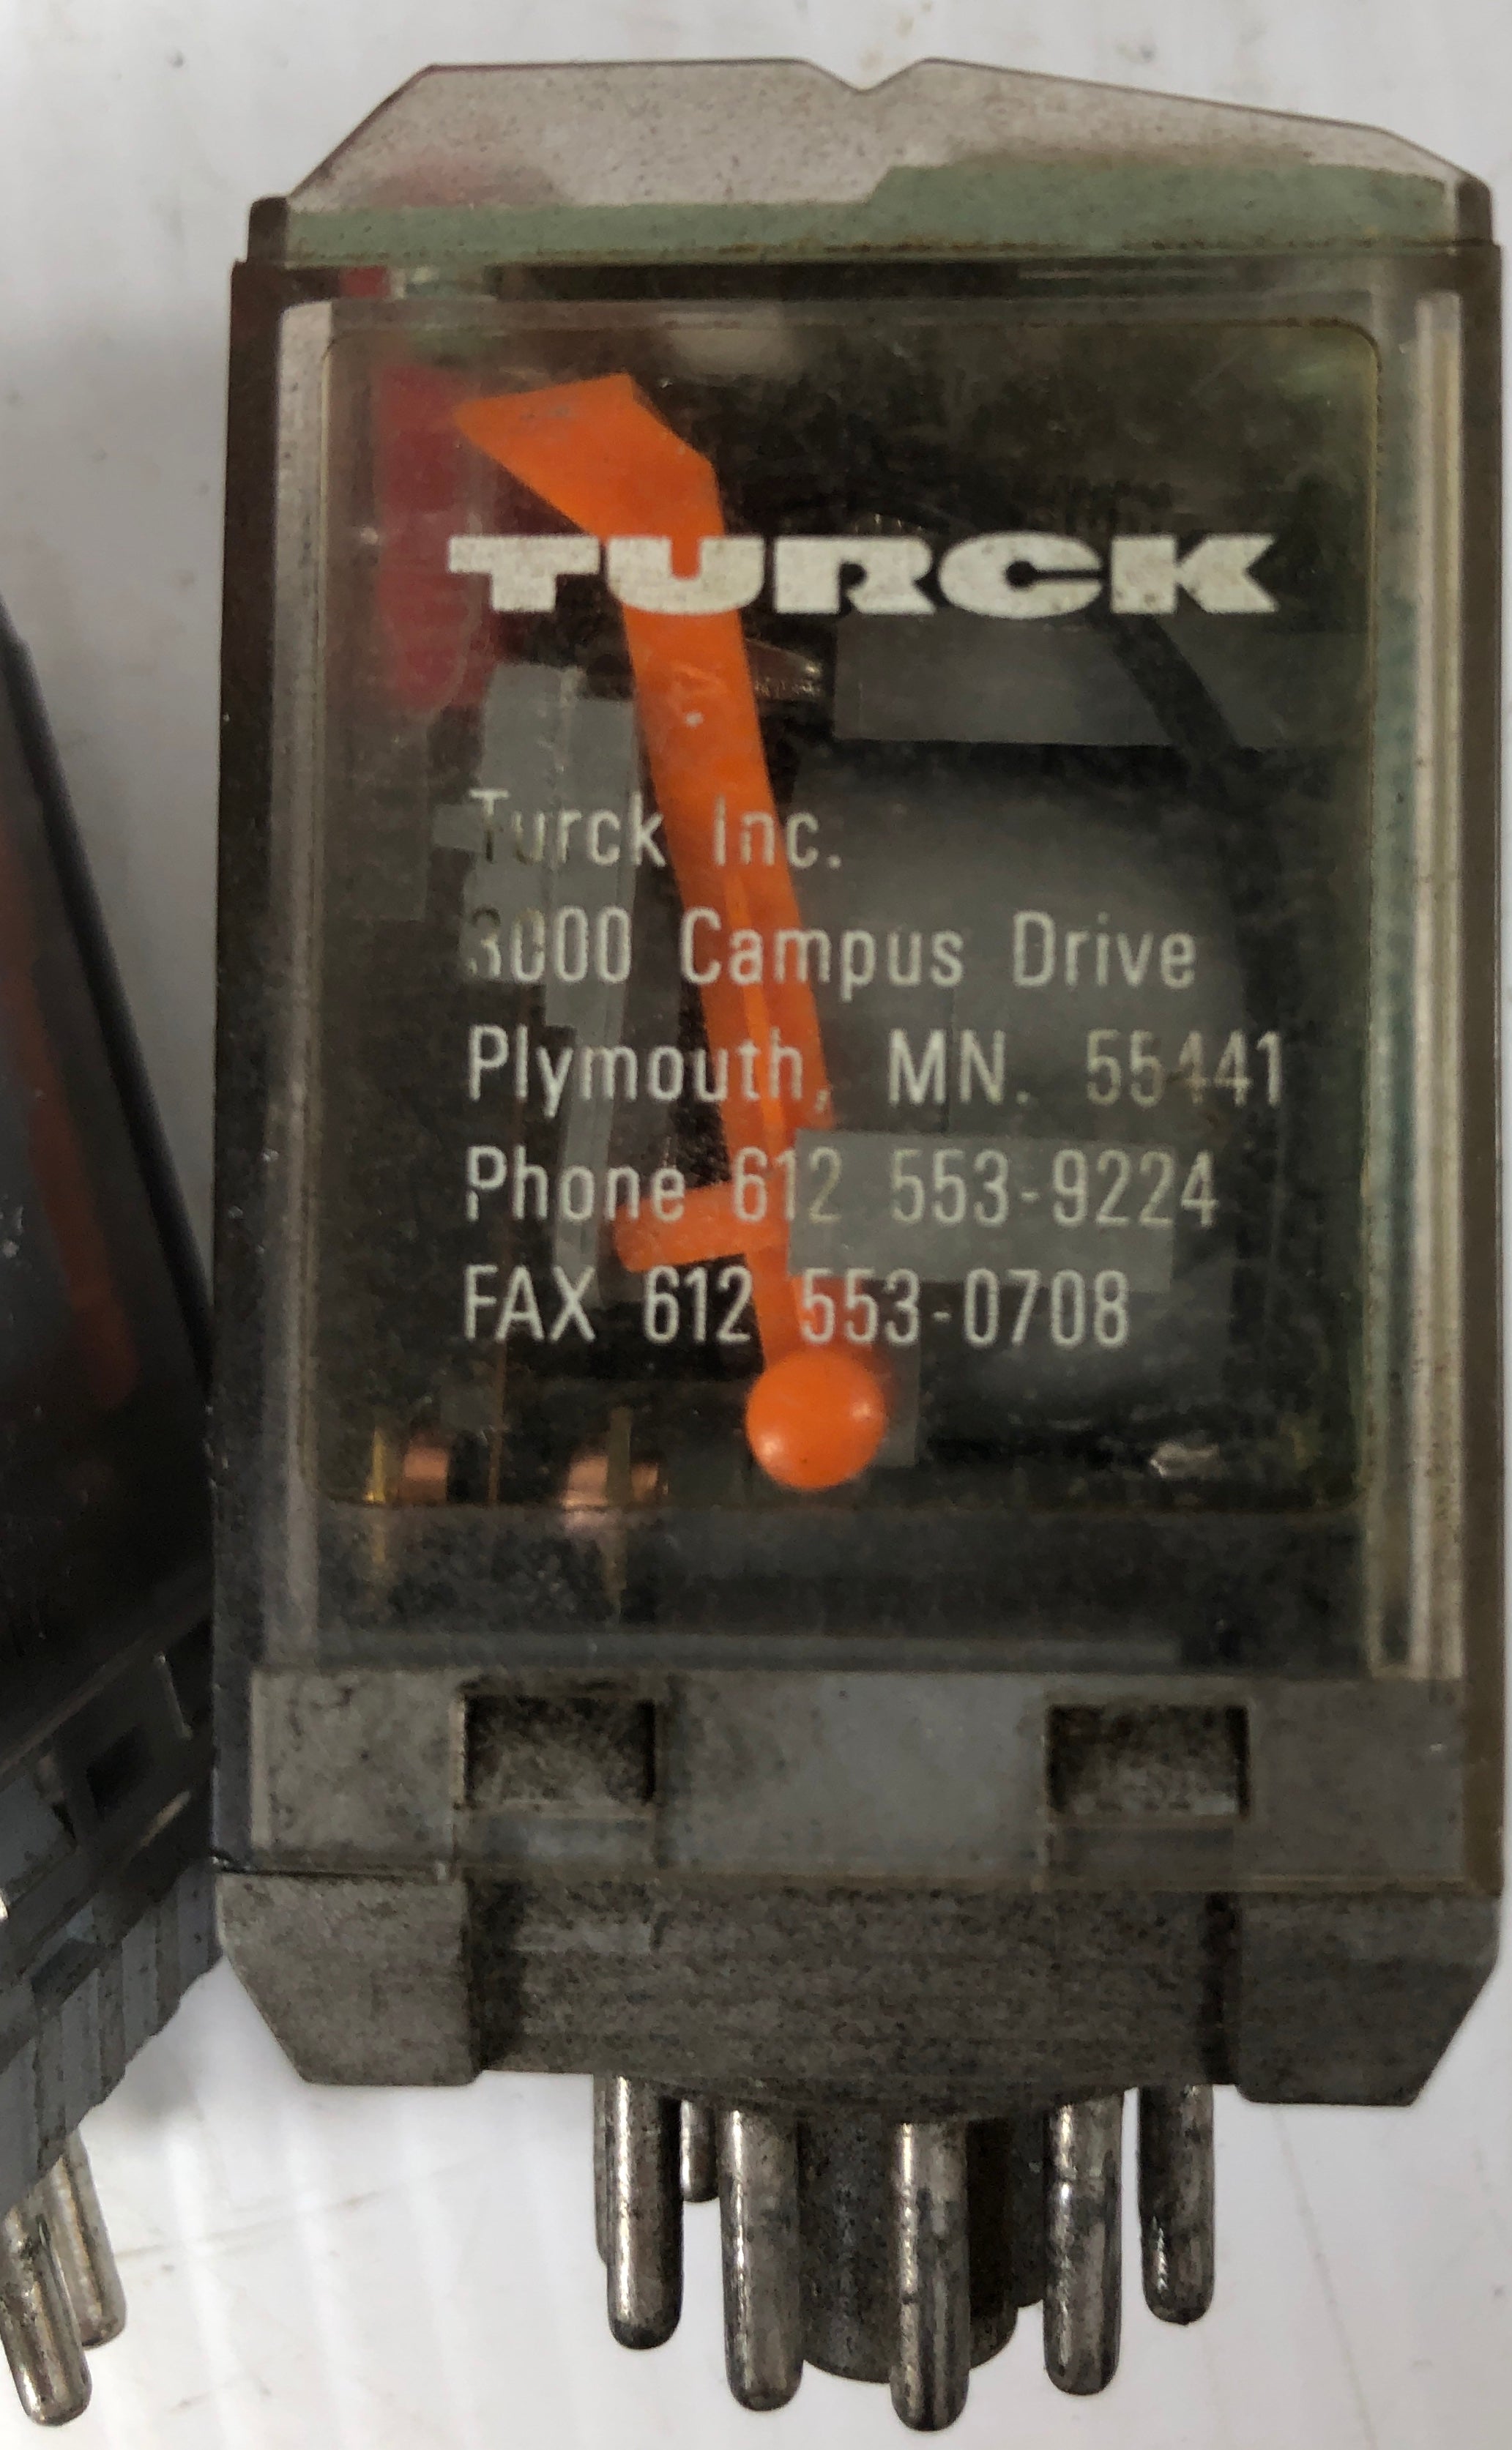 TURCK
Turck Inc.
3000 Campus Drive
Plymouth, MN. 55441
Phone 612 553-9224
FAX 612 553-0708